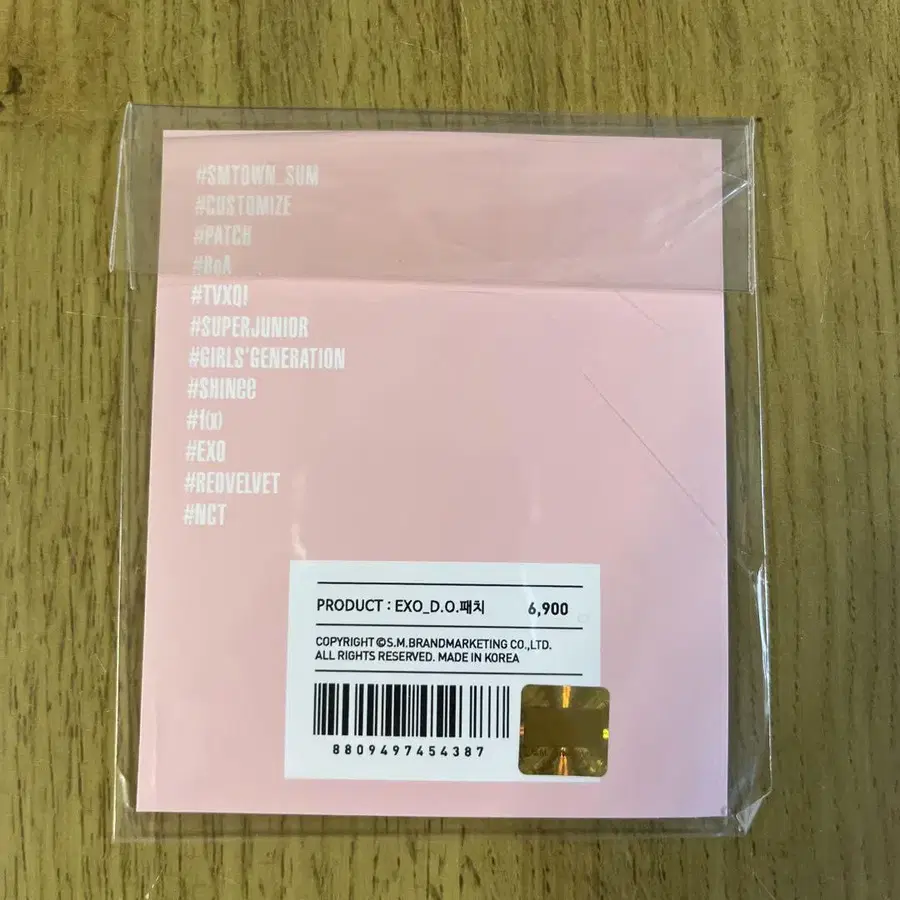 #SMTOWN_SUM
#CUSTOMIZE
#PATCH
#BoA
#TVXQ!
#SUPERJUNIOR
#GIRLS'GENERATION
#SHINee
#f(x)
#EXO
#REDVELVET
#NCT
PRODUCT : EXO_D.O.패치 6,900
COPYRIGHT ©S.M.BRANDMARKETING CO.,LTD.
ALL RIGHTS RESERVED. MADE IN KOREA
8809497454387